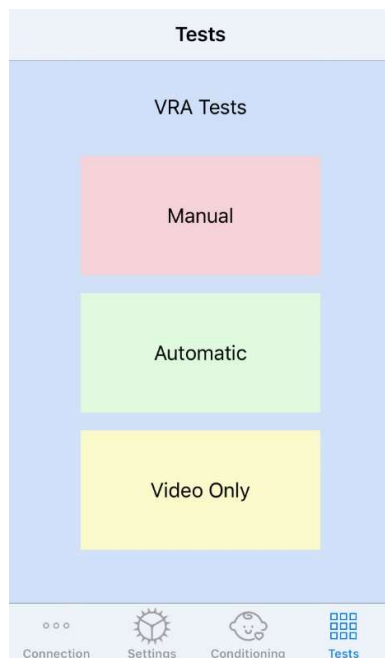 Tests
VRA Tests
Manual
Automatic
Video Only
Connection Settings Conditioning Tests